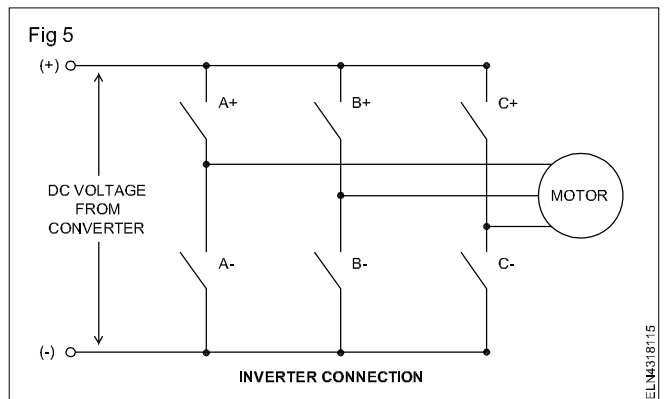 Fig 5
(+)
A+
B+
C+
DC VOLTAGE
FROM
CONVERTER
MOTOR
A-
B-
C-
(-)
INVERTER CONNECTION
ELN4318115